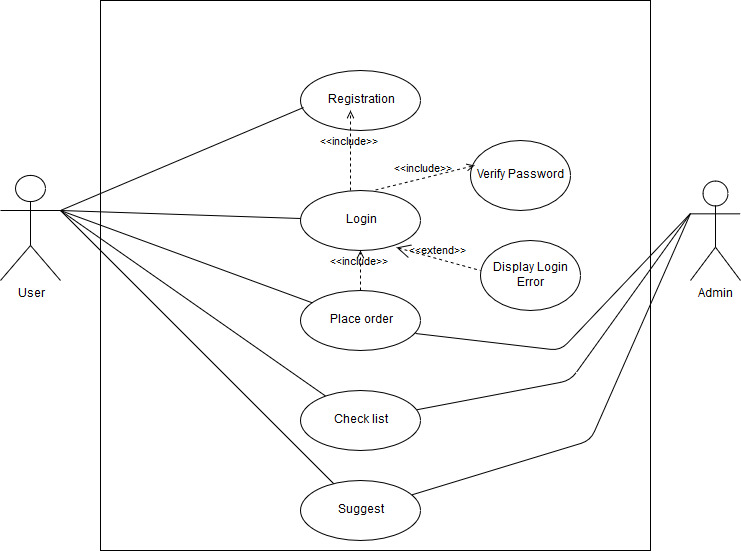 Registration
<<include>>
<<include>>
Verify Password
Login
<<extend>>
<<include>>
Display Login
Error
User
Admin
Place order
Check list
Suggest